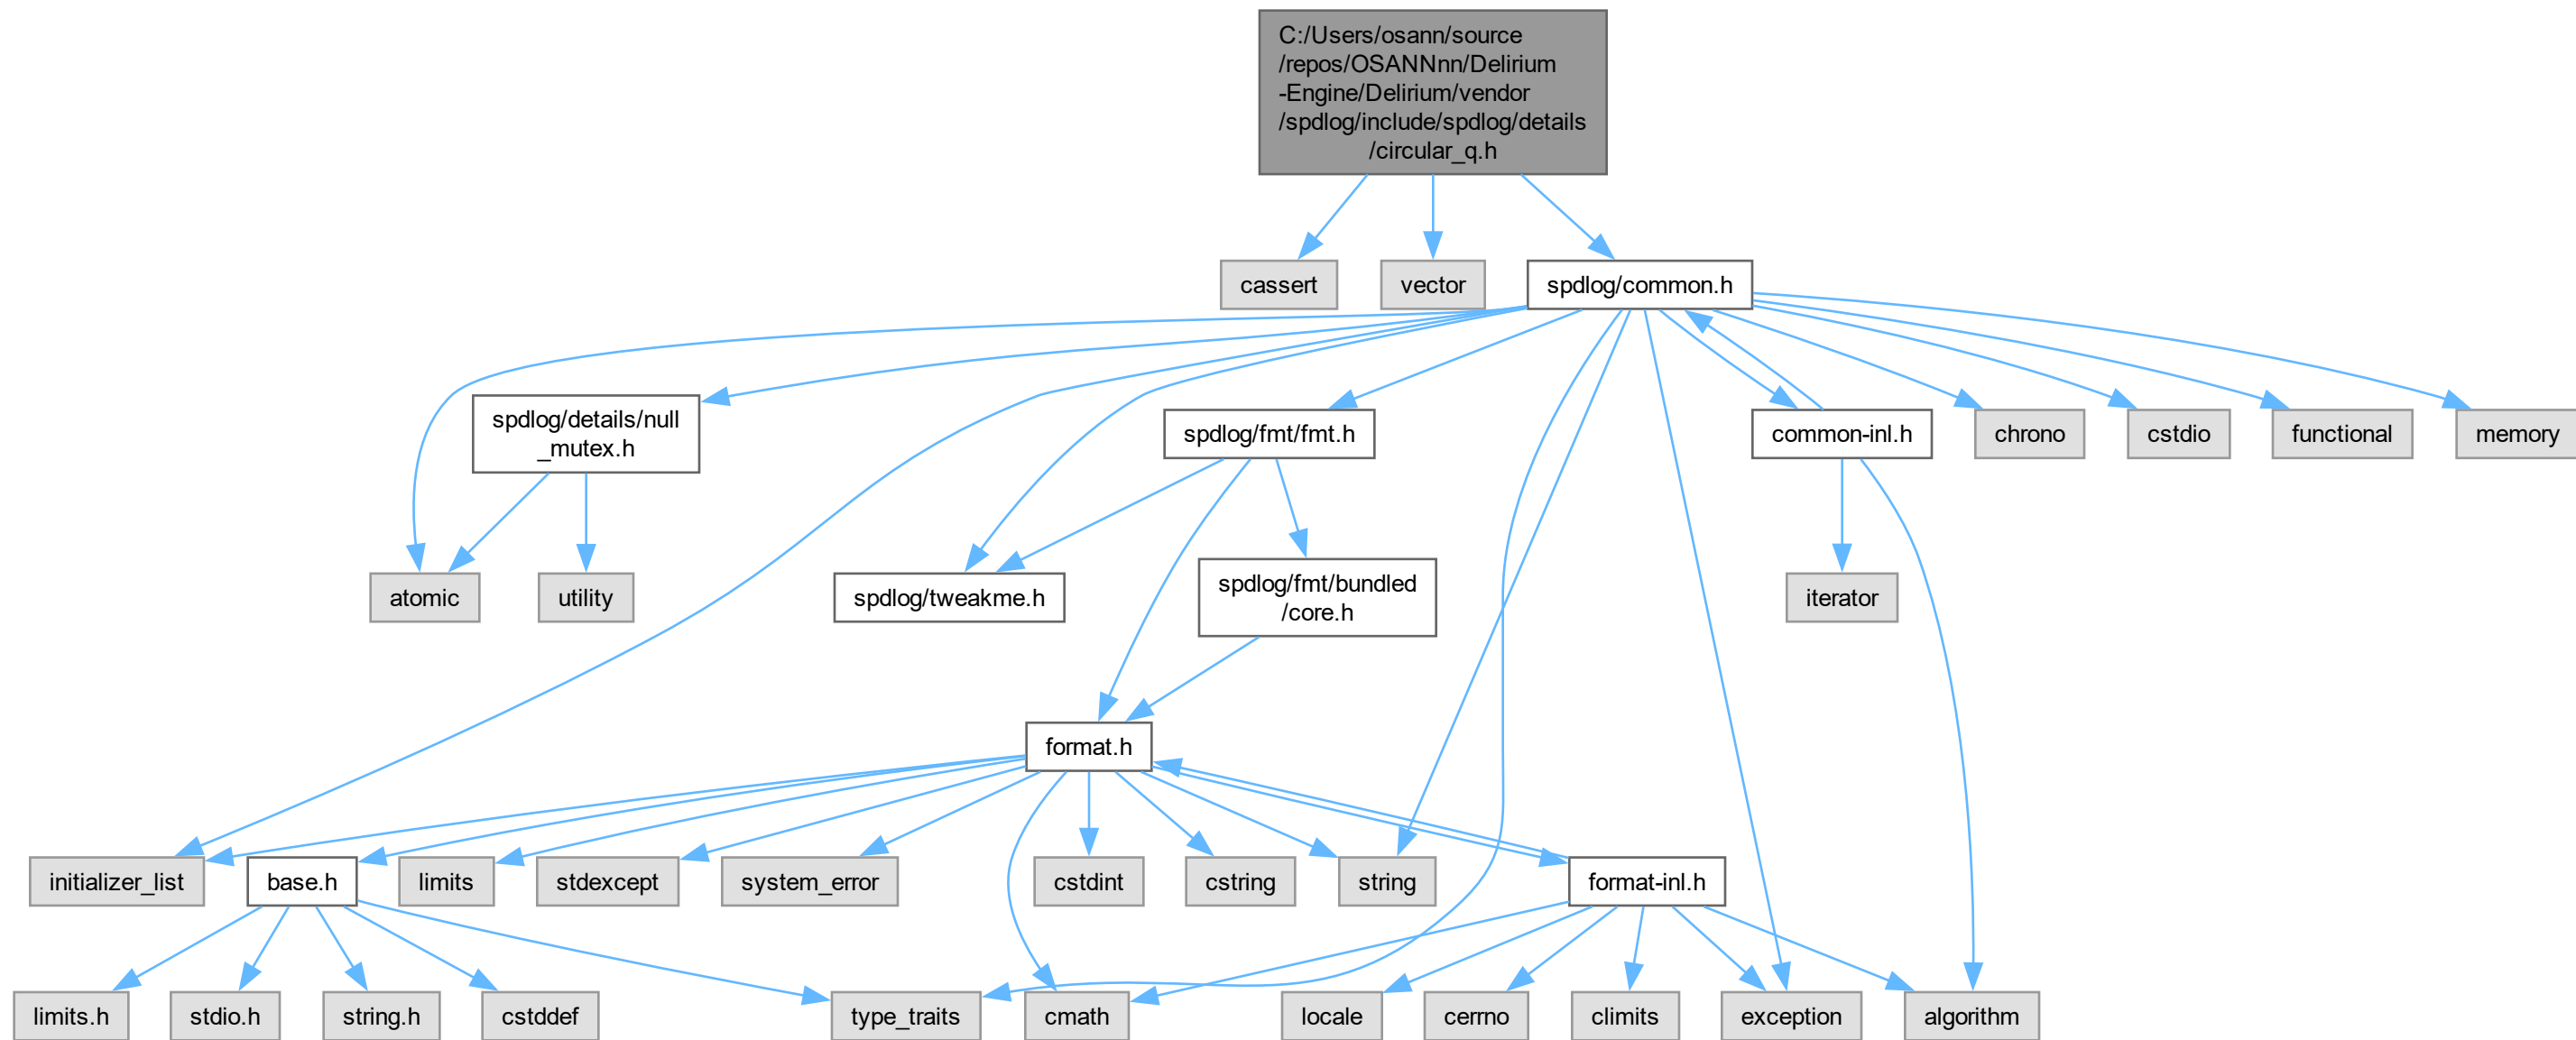 C:/Users/osann/source
/repos/OSANNnn/Delirium
-Engine/Delirium/vendor
/spdlog/include/spdlog/details
/circular_q.h
cassert
vector
spdlog/common.h
spdlog/details/null
_mutex.h
spdlog/fmt/fmt.h
common-inl.h
chrono
cstdio
functional
memory
atomic
utility
spdlog/tweakme.h
spdlog/fmt/bundled
/core.h
iterator
format.h
initializer_list
base.h
limits
stdexcept
system_error
cstdint
cstring
string
format-inl.h
limits.h
stdio.h
string.h
cstddef
type_traits
cmath
locale
cerrno
climits
exception
algorithm